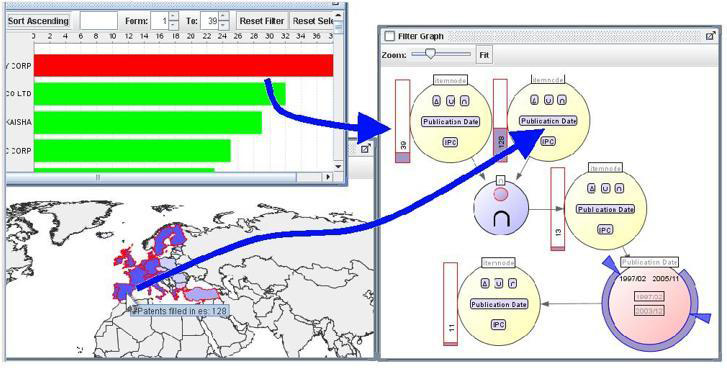 Sort Ascending Form: 1 To: 39 Reset Filter Reset Sele
0 2 4 6 8 10 12 14 16 18 20 22 24 26 28 30 32 34 36 38
Y CORP
CO LTD
KAISHA
C CORP
Patents filled in es: 128
Filter Graph
Zoom: Fit
itemnode
Publication Date
IPC
39
itemnode
Publication Date
IPC
128
∩
∩
itemnode
Publication Date
IPC
13
Publication Date
1997/02 2005/11
1997/02
2003/12
itemnode
Publication Date
IPC
11